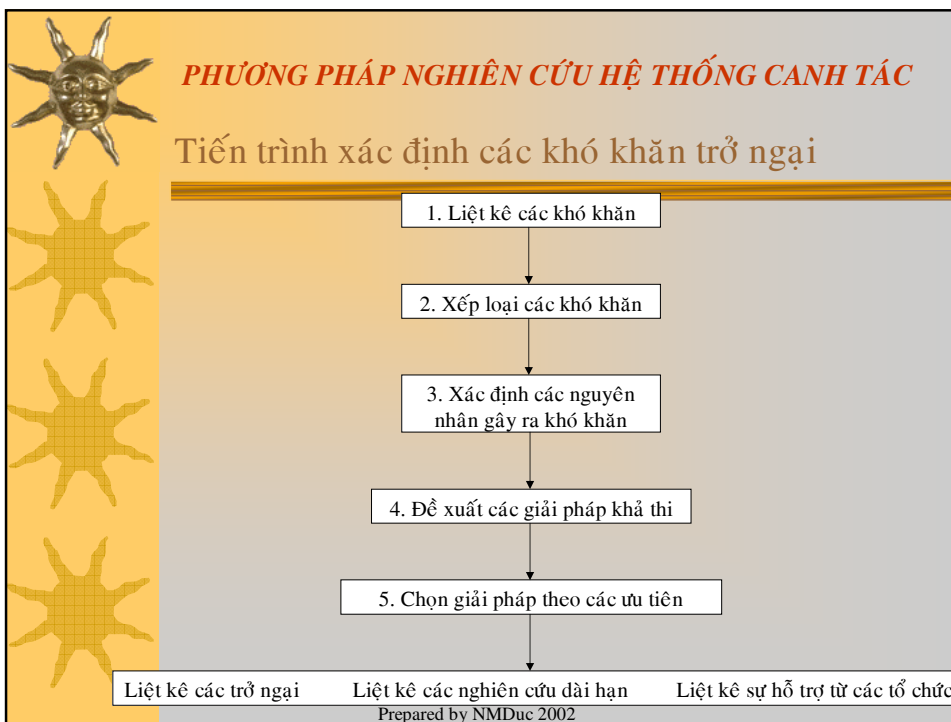 PHƯƠNG PHÁP NGHIÊN CỨU HỆ THỐNG CANH TÁC
Tiến trình xác định các khó khăn trở ngại
1. Liệt kê các khó khăn
2. Xếp loại các khó khăn
3. Xác định các nguyên
nhân gây ra khó khăn
4. Đề xuất các giải pháp khả thi
5. Chọn giải pháp theo các ưu tiên
Liệt kê các trở ngại Liệt kê các nghiên cứu dài hạn Liệt kê sự hỗ trợ từ các tổ chức
Prepared by NMDuc 2002